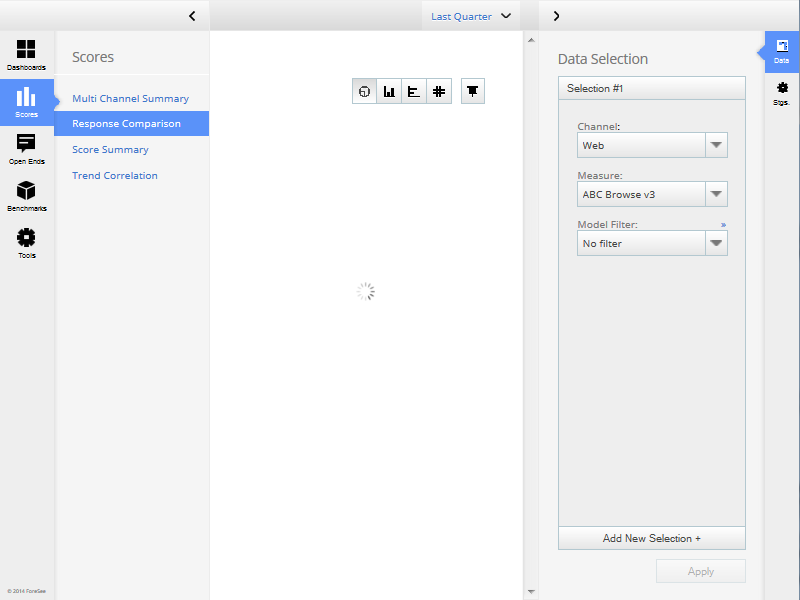 Last Quarter
Dashboards
Scores
Open Ends
Benchmarks
Tools
© 2014 ForeSee
Scores
Multi Channel Summary
Response Comparison
Score Summary
Trend Correlation
Data Selection
Selection #1
Channel:
Web
Measure:
ABC Browse v3
Model Filter: »
No filter
Add New Selection +
Apply
Data
Stgs.